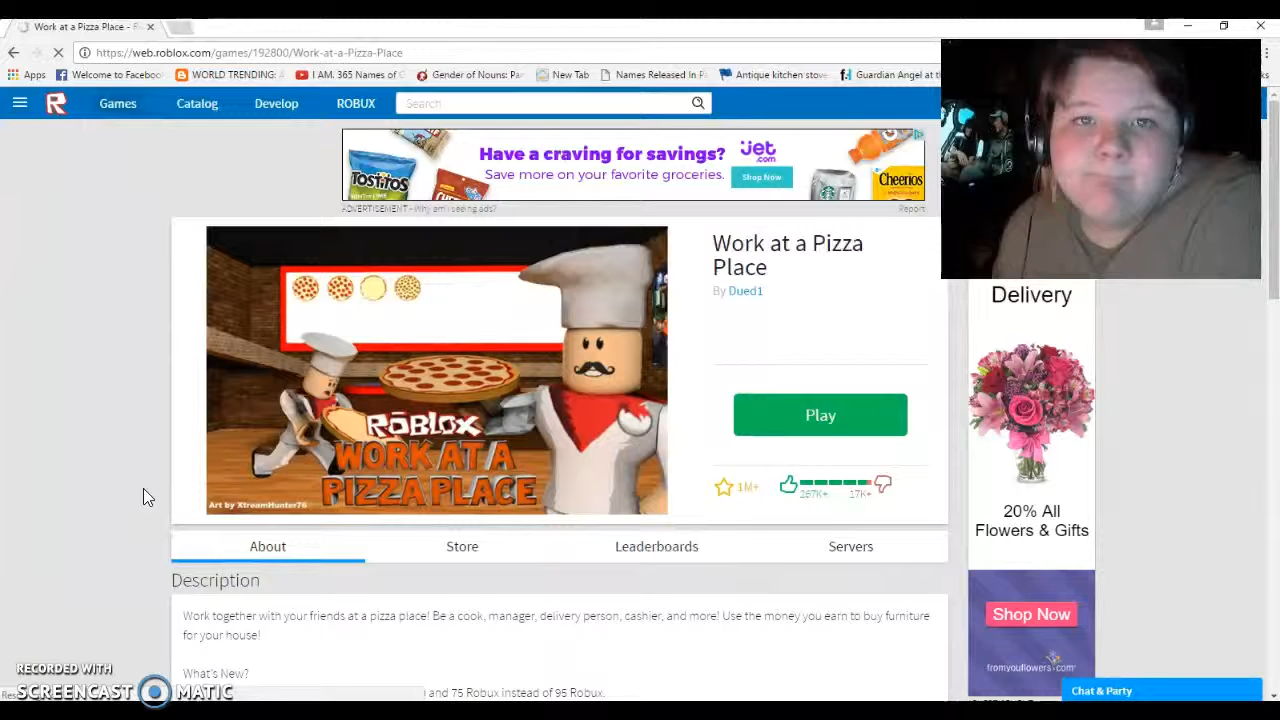 Work at a Pizza Place - R
https://web.roblox.com/games/192800/Work-at-a-Pizza-Place
Apps
Welcome to Facebo
WORLD TRENDING:
I AM. 365 Names of
Gender of Nouns:
New Tab
Names Released in
Antique kitchen stov
Guardian Angel at th
Games
Catalog
Develop
ROBUX
Search
Have a craving for savings?
Save more on your favorite groceries.
jet
.com
Shop Now
TOSTITOS
Cheerios
ADVERTISEMENT - Why am I seeing ads?
Report
Work at a Pizza
Place
By Dued1
Play
1M+
267K+
17K+
ROBLOX
WORK AT A
PIZZA PLACE
Art by XtreamHunter76
Delivery
20% All
Flowers & Gifts
Shop Now
fromyouflowers.com
About
Store
Leaderboards
Servers
Description
Work together with your friends at a pizza place! Be a cook, manager, delivery person, cashier, and more! Use the money you earn to buy furniture
for your house!
What's New?
and 75 Robux instead of 95 Robux.
RECORDED WITH
SCREENCAST MATIC
Chat & Party